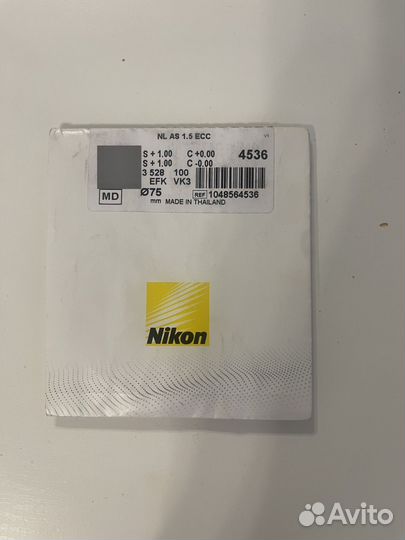 NL AS 1.5 ECC
V1
S + 1.00 C +0.00 4536
S + 1.00 C -0.00
3 528 100
EFK VK3
MD Ø75 REF 1048564536
mm MADE IN THAILAND
Nikon
Avito